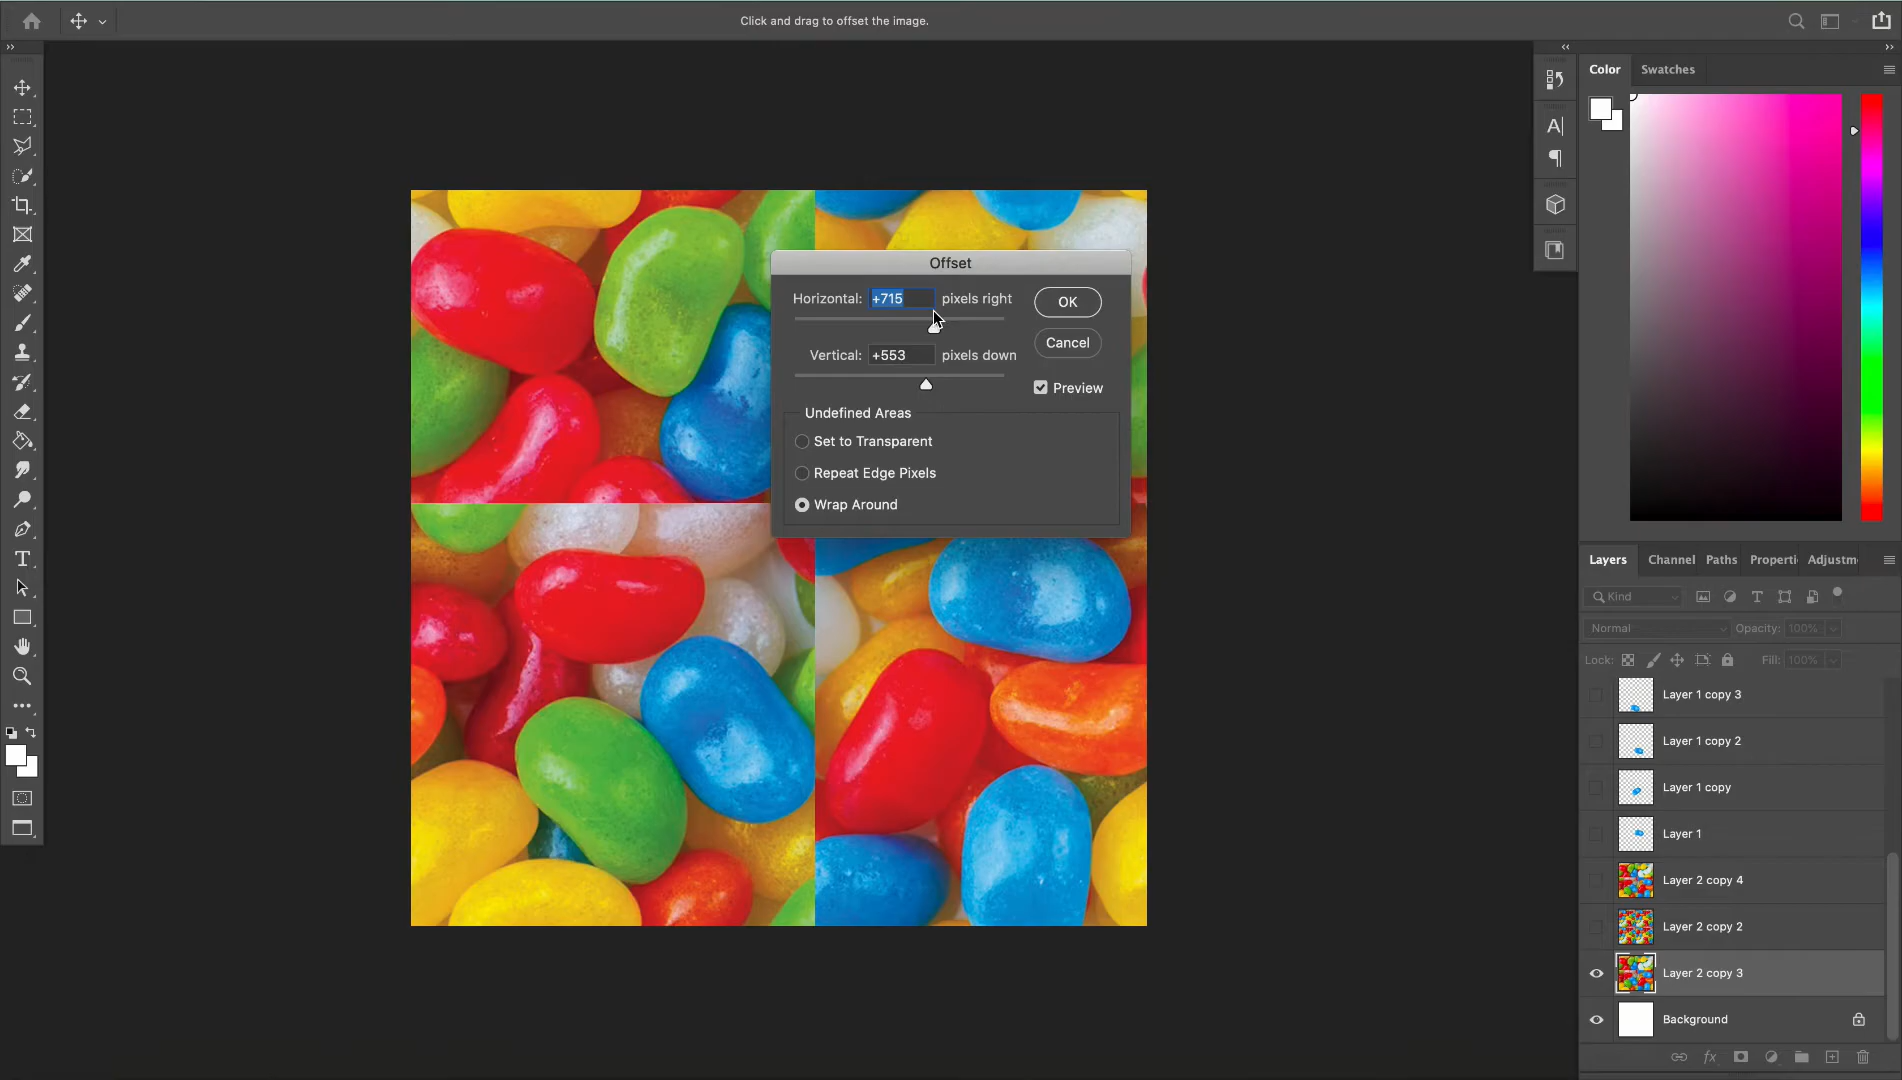 Click and drag to offset the image.
Color
Swatches
Offset
Horizontal: +715 pixels right
OK
Vertical: +553 pixels down
Cancel
Preview
Undefined Areas
Set to Transparent
Repeat Edge Pixels
Wrap Around
Layers Channel Paths Properti Adjustm
Kind
Normal Opacity: 100%
Lock: Fill: 100%
Layer 1 copy 3
Layer 1 copy 2
Layer 1 copy
Layer 1
Layer 2 copy 4
Layer 2 copy 2
Layer 2 copy 3
Background